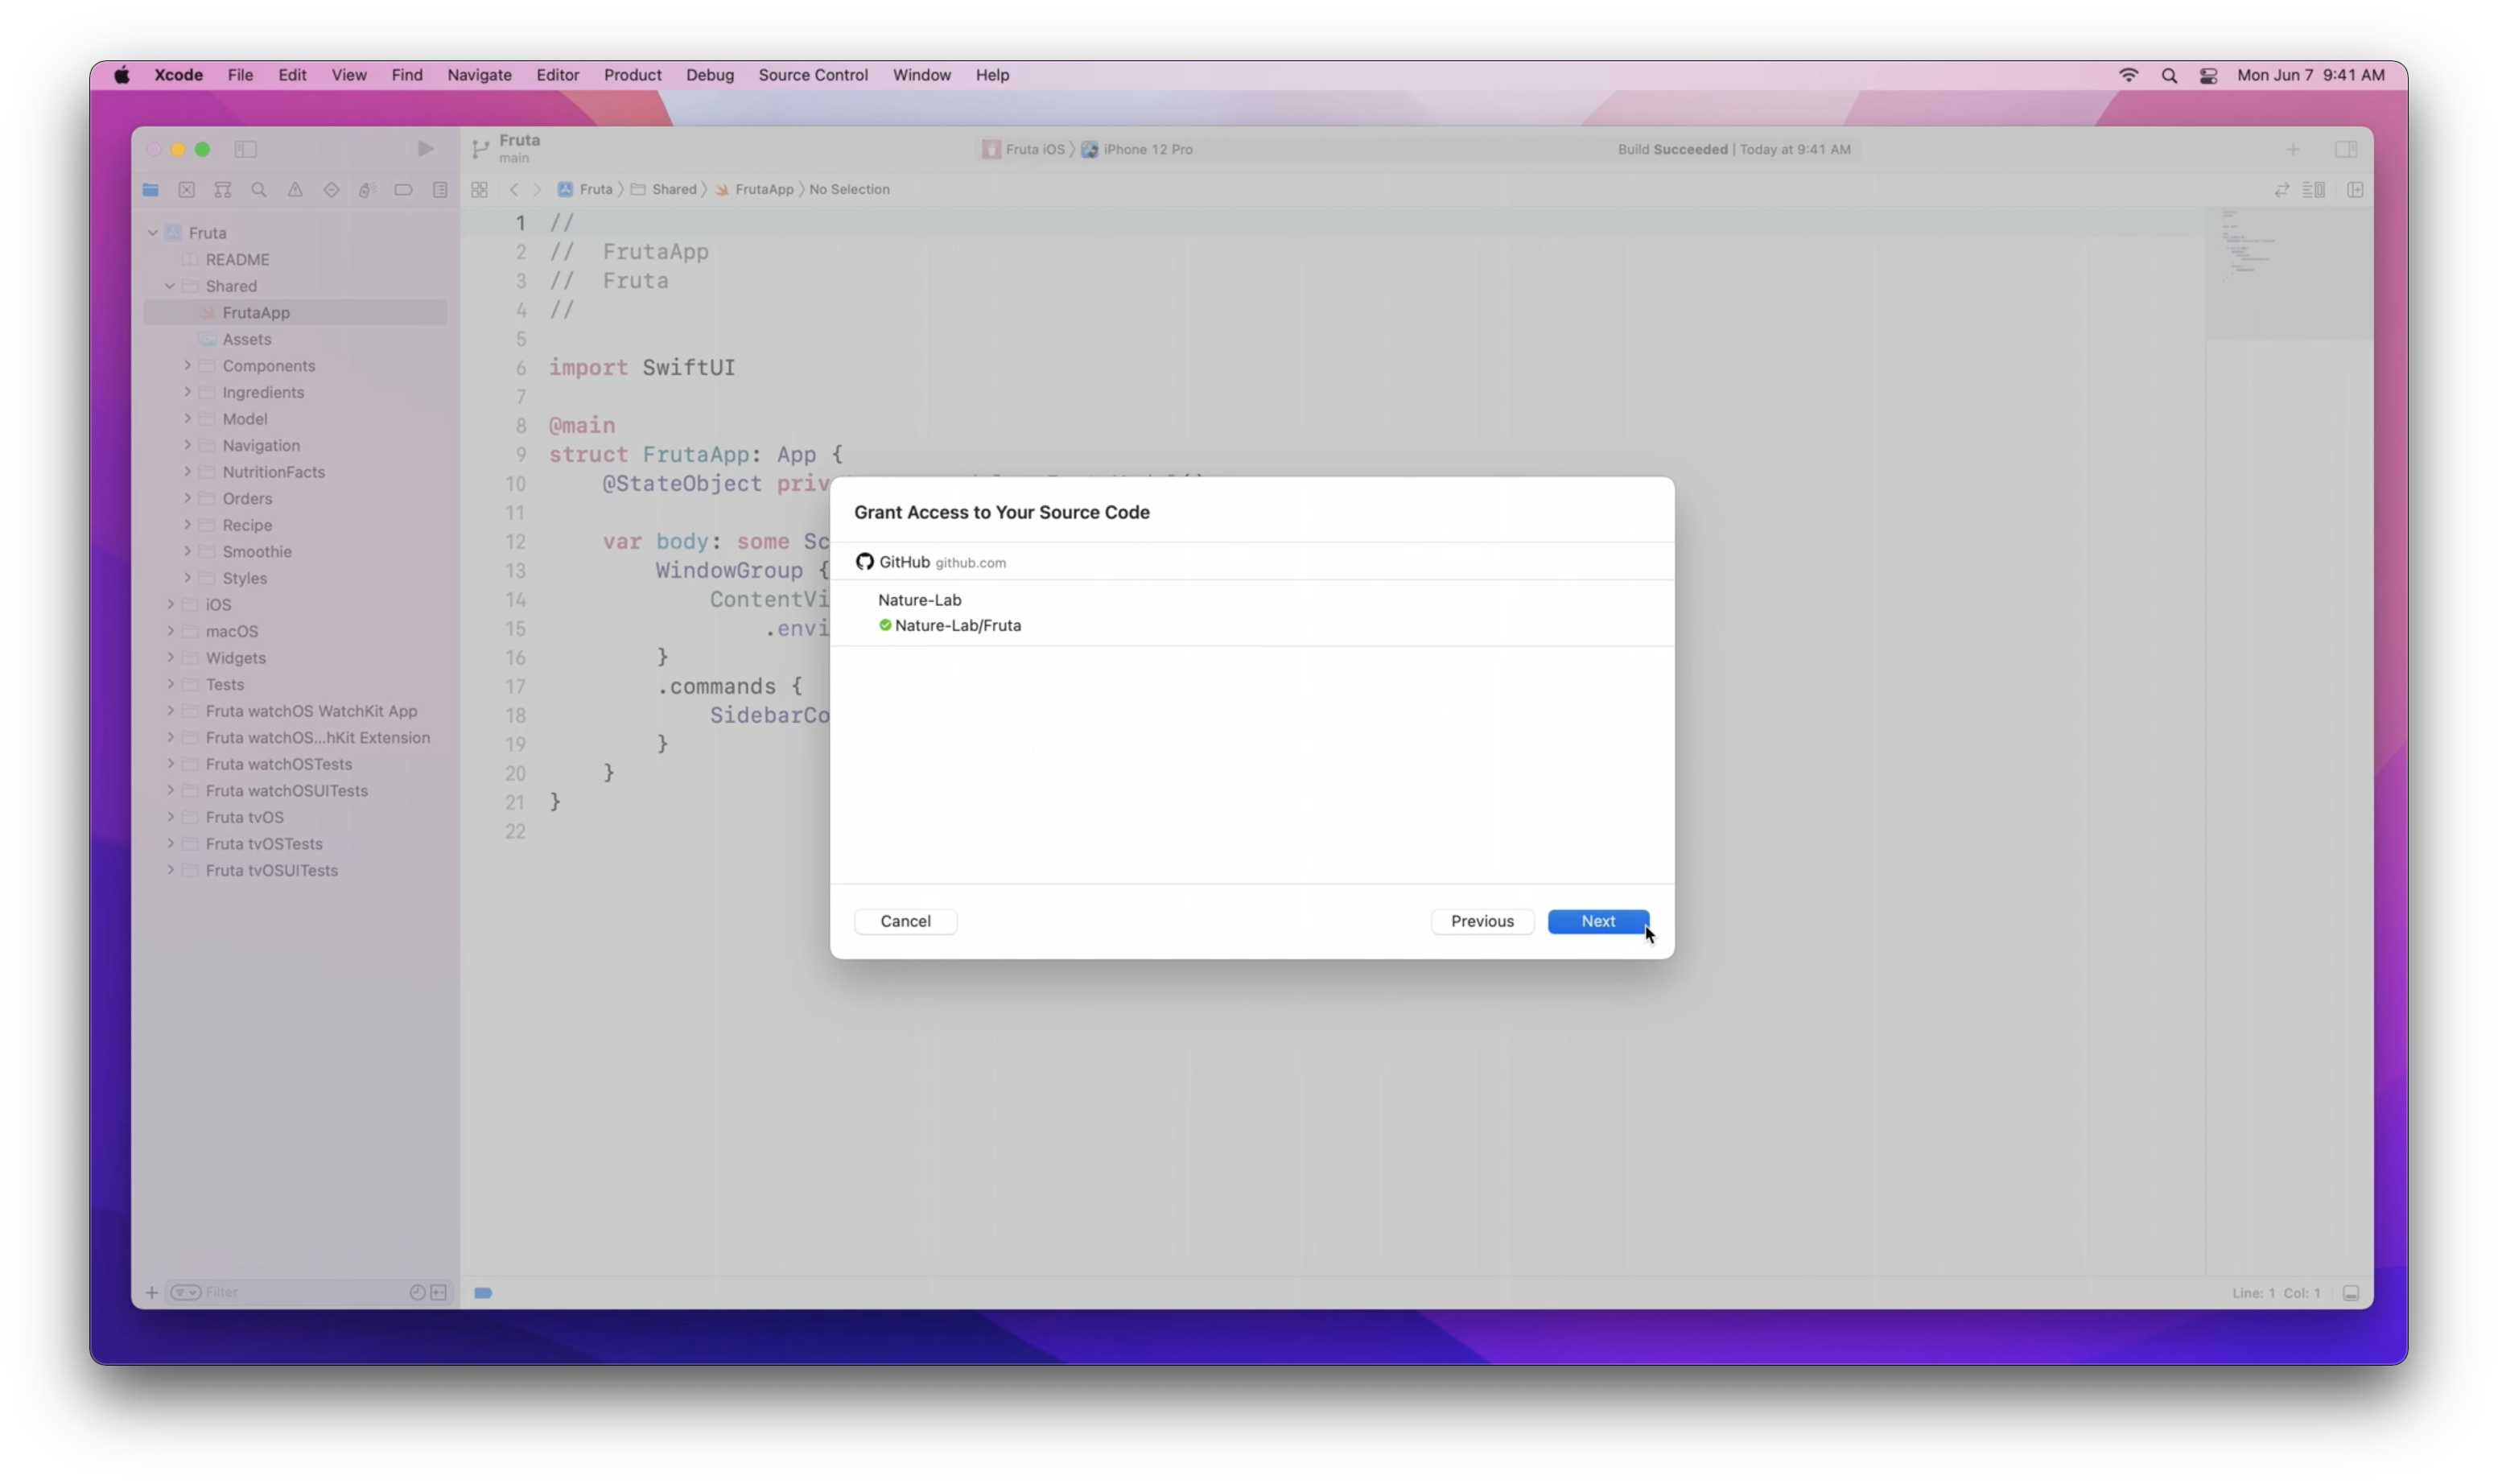 Xcode File Edit View Find Navigate Editor Product Debug Source Control Window Help Mon Jun 7 9:41 AM
Fruta
main
Fruta iOS 〉 iPhone 12 Pro
Build Succeeded | Today at 9:41 AM
Fruta 〉 Shared 〉 FrutaApp 〉 No Selection
Fruta
README
Shared
FrutaApp
Assets
Components
Ingredients
Model
Navigation
NutritionFacts
Orders
Recipe
Smoothie
Styles
iOS
macOS
Widgets
Tests
Fruta watchOS WatchKit App
Fruta watchOS...hKit Extension
Fruta watchOSTests
Fruta watchOSUITests
Fruta tvOS
Fruta tvOSTests
Fruta tvOSUITests
Filter
1 //
2 // FrutaApp
3 // Fruta
4 //
5
6 import SwiftUI
7
8 @main
9 struct FrutaApp: App {
10 @StateObject priv
11
12 var body: some Sc
13 WindowGroup {
14 ContentVi
15 .envi
16 }
17 .commands {
18 SidebarCo
19 }
20 }
21 }
22
Grant Access to Your Source Code
GitHub github.com
Nature-Lab
Nature-Lab/Fruta
Cancel Previous Next
Line: 1 Col: 1